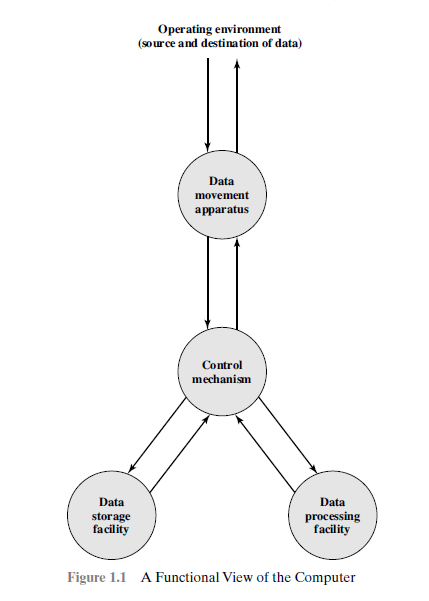 Operating environment
(source and destination of data)
Data
movement
apparatus
Control
mechanism
Data
storage
facility
Data
processing
facility
Figure 1.1 A Functional View of the Computer